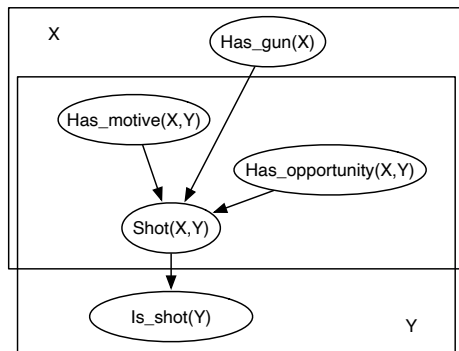 X
Has_gun(X)
Has_motive(X,Y)
Has_opportunity(X,Y)
Shot(X,Y)
Is_shot(Y)
Y